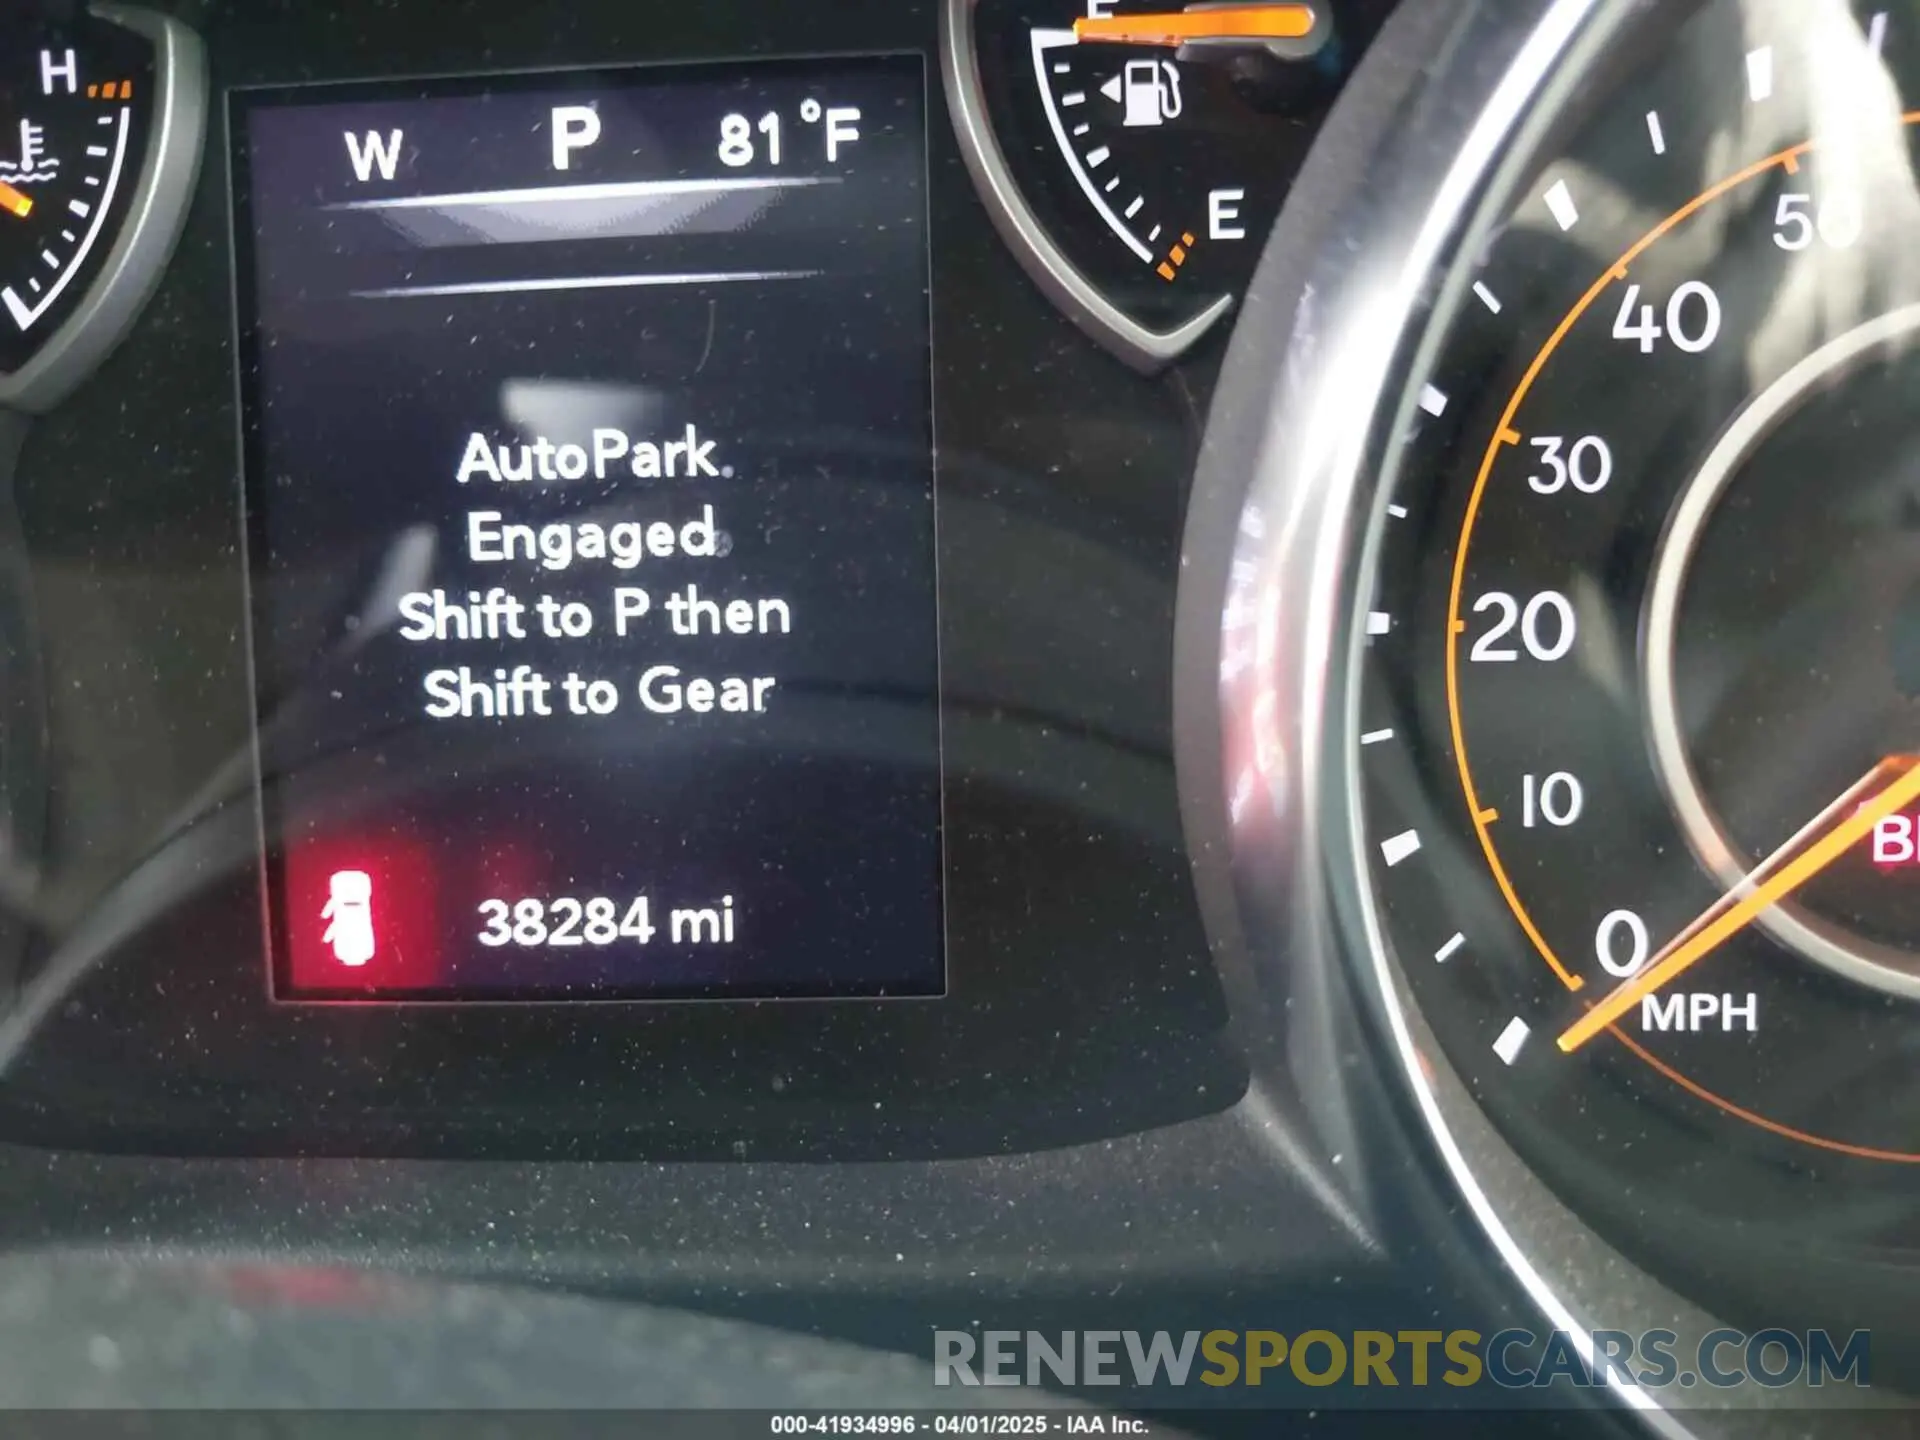 H
W P 81°F
F
E
AutoPark
Engaged
Shift to P then
Shift to Gear
38284 mi
50
40
30
20
10
0
MPH
RENEWSPORTSCARS.COM
000-41934996 - 04/01/2025 - IAA Inc.